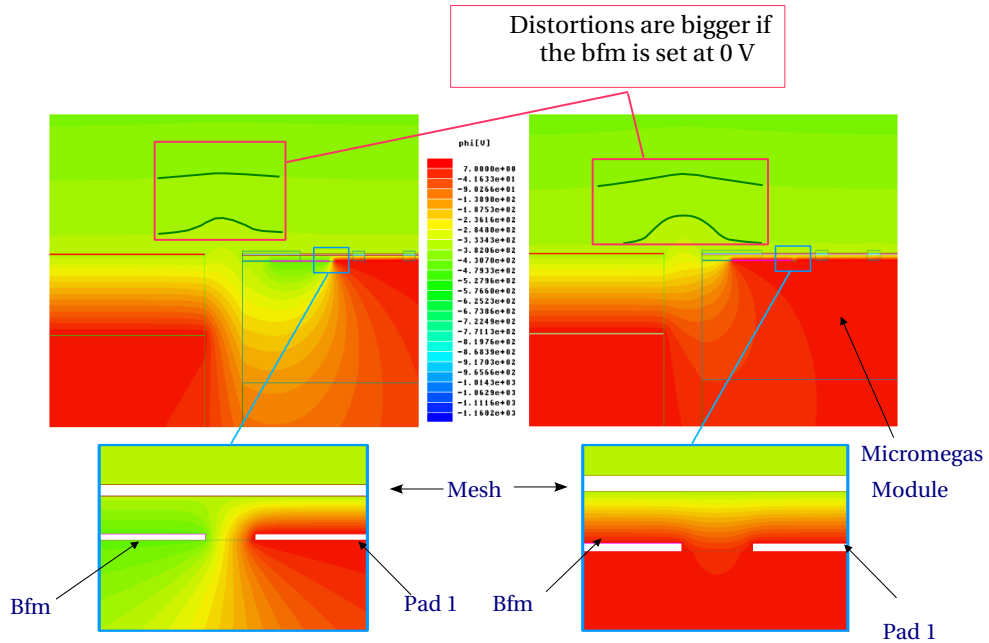 Distortions are bigger if
the bfm is set at 0 V
phi[V]
7.0000e+00
-4.1633e+01
-9.0266e+01
-1.3890e+02
-1.8753e+02
-2.3616e+02
-2.8480e+02
-3.3343e+02
-3.8206e+02
-4.3070e+02
-4.7933e+02
-5.2796e+02
-5.7660e+02
-6.2523e+02
-6.7386e+02
-7.2249e+02
-7.7113e+02
-8.1976e+02
-8.6839e+02
-9.1703e+02
-9.6566e+02
-1.0143e+03
-1.0629e+03
-1.1116e+03
-1.1602e+03
Micromegas
Module
Mesh
Bfm
Pad 1
Bfm
Pad 1